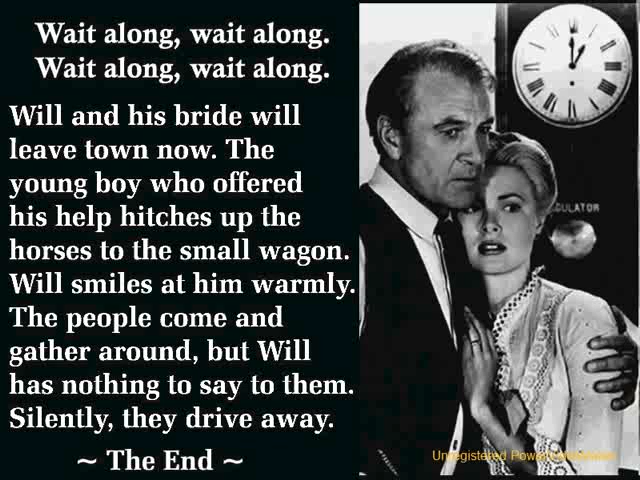 Wait along, wait along.
Wait along, wait along.
Will and his bride will
leave town now. The
young boy who offered
his help hitches up the
horses to the small wagon.
Will smiles at him warmly.
The people come and
gather around, but Will
has nothing to say to them.
Silently, they drive away.
~ The End ~
GULATOR
Unregistered